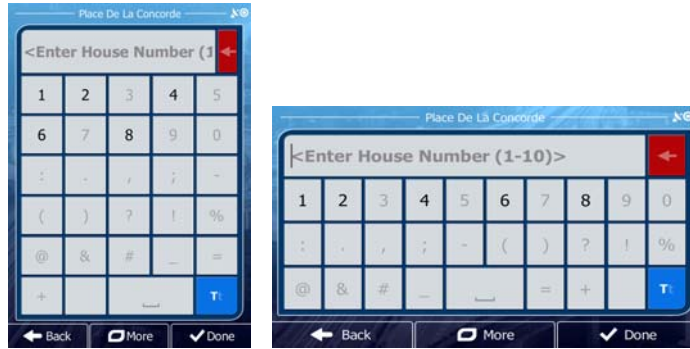 Place De La Concorde
<Enter House Number (1
1 2 3 4 5
6 7 8 9 0
: . , ; -
( ) ? ! %
@ & # _ =
+ Tt
Back More Done
Place De La Concorde
<Enter House Number (1-10)>
1 2 3 4 5 6 7 8 9 0
: . , ; - ( ) ? ! %
@ & # _ = + Tt
Back More Done